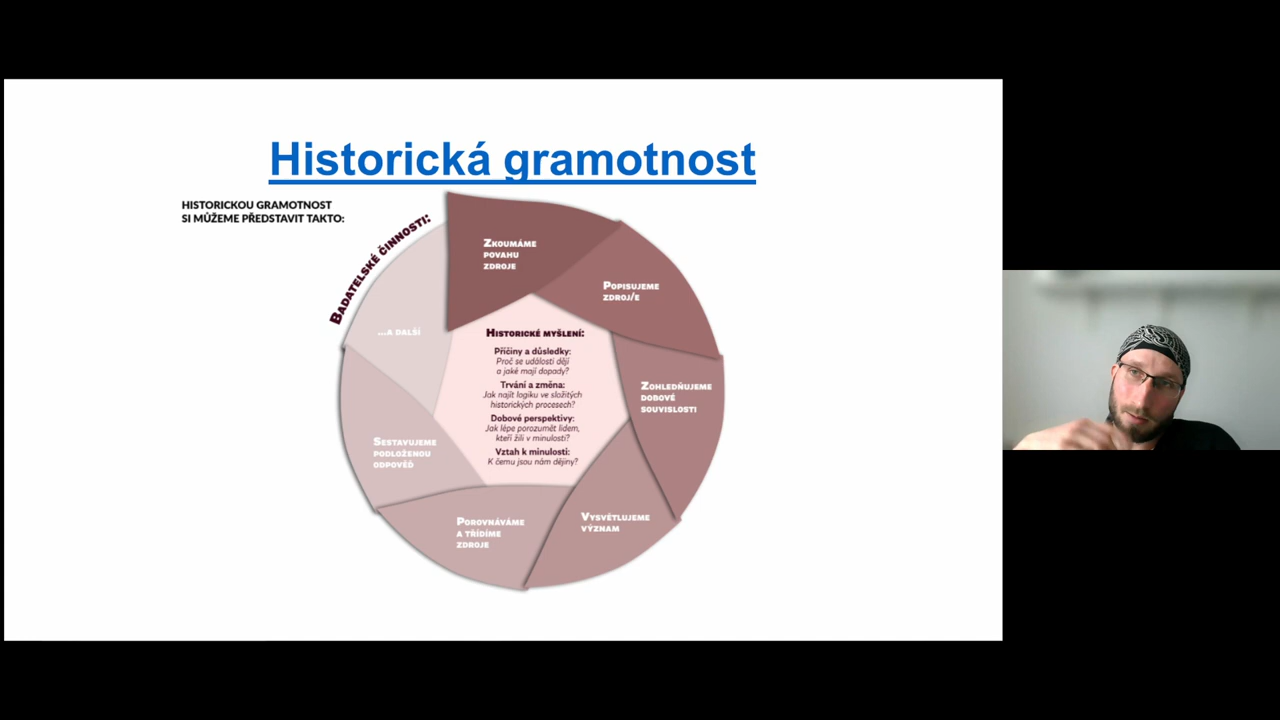 Historická gramotnost
HISTORICKOU GRAMOTNOST
SI MŮŽEME PŘEDSTAVIT TAKTO:
BADATELSKÉ ČINNOSTI:
ZKOUMÁME
POVAHU
ZDROJE
POPISUJEME
ZDROJ/E
ZOHLEDŇUJEME
DOBOVÉ
SOUVISLOSTI
VYSVĚTLUJEME
VÝZNAM
POROVNÁVÁME
A TŘÍDÍME
ZDROJE
SESTAVUJEME
PODLOŽENOU
ODPOVĚĎ
...A DALŠÍ
HISTORICKÉ MYŠLENÍ:
Příčiny a důsledky:
Proč se události dějí
a jaké mají dopady?
Trvání a změna:
Jak najít logiku ve složitých
historických procesech?
Dobové perspektivy:
Jak lépe porozumět lidem,
kteří žili v minulosti?
Vztah k minulosti:
K čemu jsou nám dějiny?